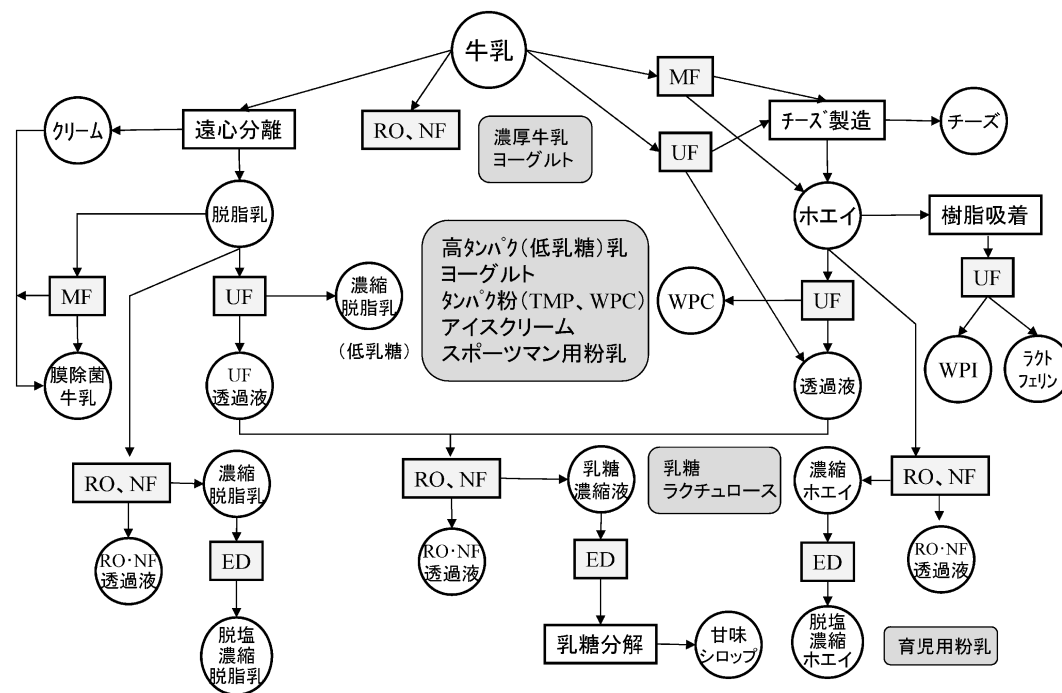 牛乳
MF
クリーム
遠心分離
RO、NF
濃厚牛乳
ヨーグルト
UF
チーズ製造
チーズ
脱脂乳
ホエイ
樹脂吸着
高タンパク(低乳糖)乳
ヨーグルト
タンパク粉(TMP、WPC)
アイスクリーム
スポーツマン用粉乳
MF
UF
濃縮
脱脂乳
(低乳糖)
WPC
UF
UF
膜除菌
牛乳
UF
透過液
透過液
WPI
ラクト
フェリン
RO、NF
濃縮
脱脂乳
RO、NF
乳糖
濃縮液
乳糖
ラクチュロース
濃縮
ホエイ
RO、NF
RO·NF
透過液
ED
RO·NF
透過液
ED
ED
RO·NF
透過液
脱塩
濃縮
脱脂乳
乳糖分解
甘味
シロップ
脱塩
濃縮
ホエイ
育児用粉乳